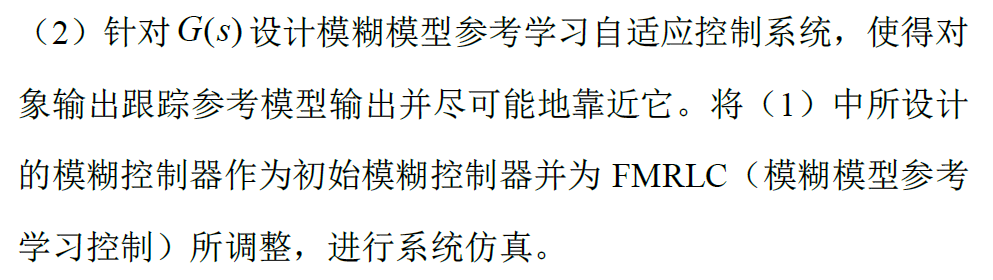 （2）针对G(s)设计模糊模型参考学习自适应控制系统，使得对
象输出跟踪参考模型输出并尽可能地靠近它。将（1）中所设计
的模糊控制器作为初始模糊控制器并为 FMRLC（模糊模型参考
学习控制）所调整，进行系统仿真。